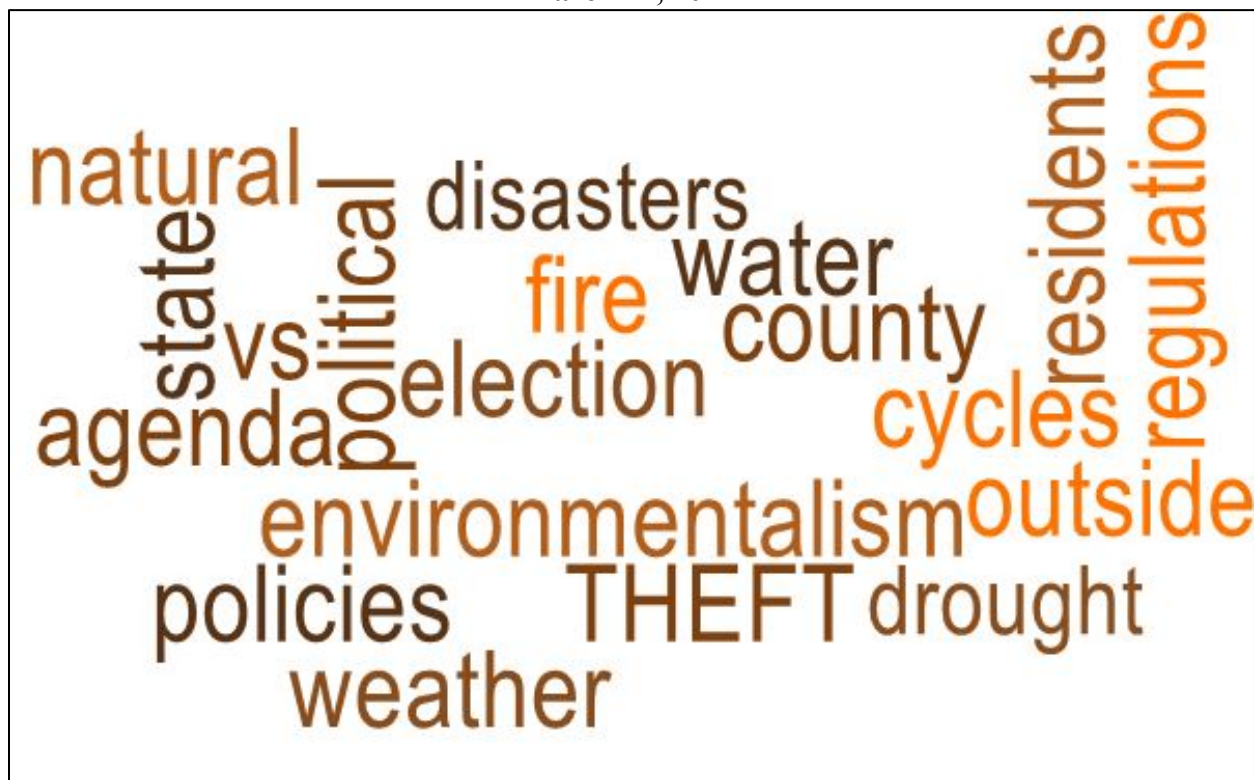 natural
state
vs
political
agenda
disasters
fire
water
county
election
residents
regulations
cycles
outside
environmentalism
policies
THEFT
drought
weather